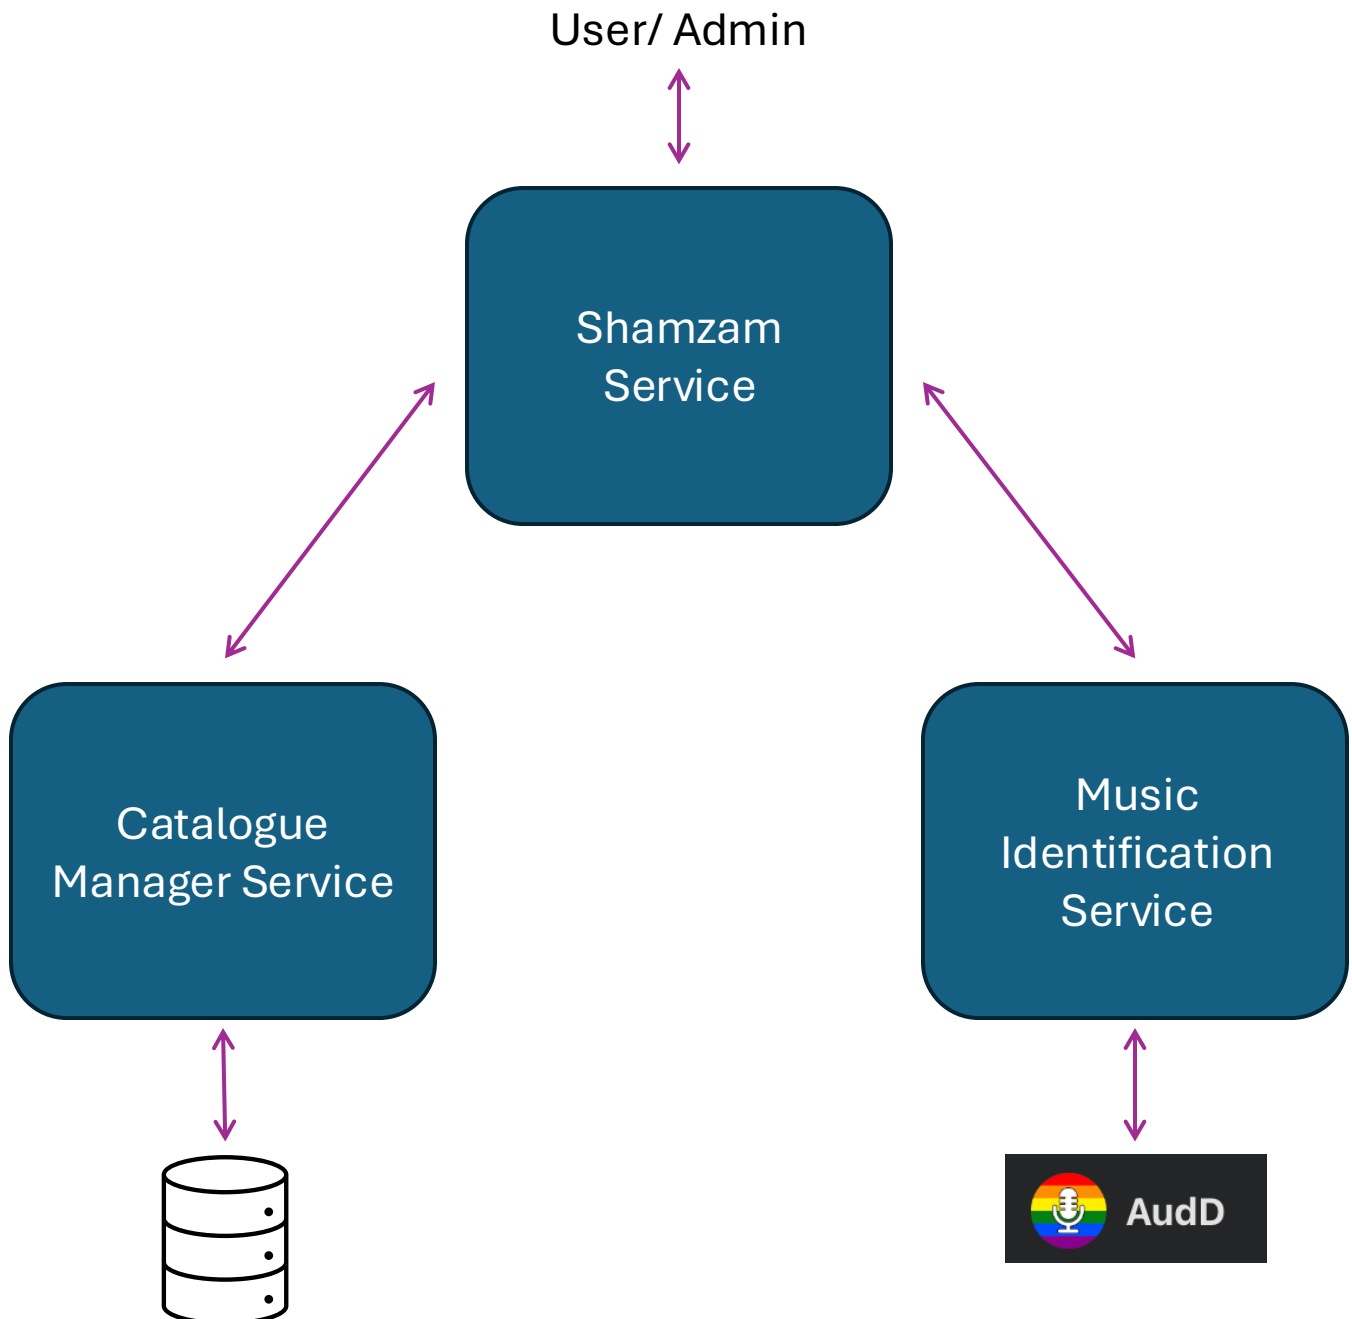 User/ Admin
Shamzam
Service
Catalogue
Manager Service
Music
Identification
Service
AudD